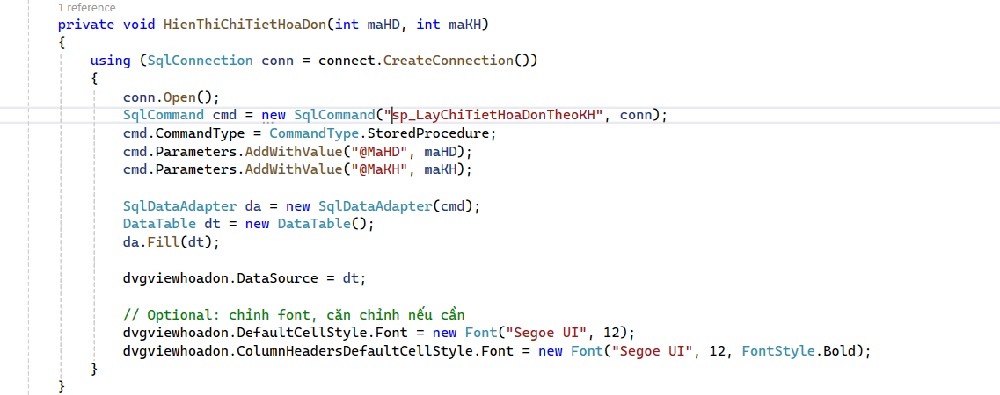 1 reference
private void HienThiChiTietHoaDon(int maHD, int maKH)
{
using (SqlConnection conn = connect.CreateConnection())
{
conn.Open();
SqlCommand cmd = new SqlCommand("sp_LayChiTietHoaDonTheoKH", conn);
cmd.CommandType = CommandType.StoredProcedure;
cmd.Parameters.AddWithValue("@MaHD", maHD);
cmd.Parameters.AddWithValue("@MaKH", maKH);
SqlDataAdapter da = new SqlDataAdapter(cmd);
DataTable dt = new DataTable();
da.Fill(dt);
dvgviewhoadon.DataSource = dt;
// Optional: chỉnh font, căn chỉnh nếu cần
dvgviewhoadon.DefaultCellStyle.Font = new Font("Segoe UI", 12);
dvgviewhoadon.ColumnHeadersDefaultCellStyle.Font = new Font("Segoe UI", 12, FontStyle.Bold);
}
}